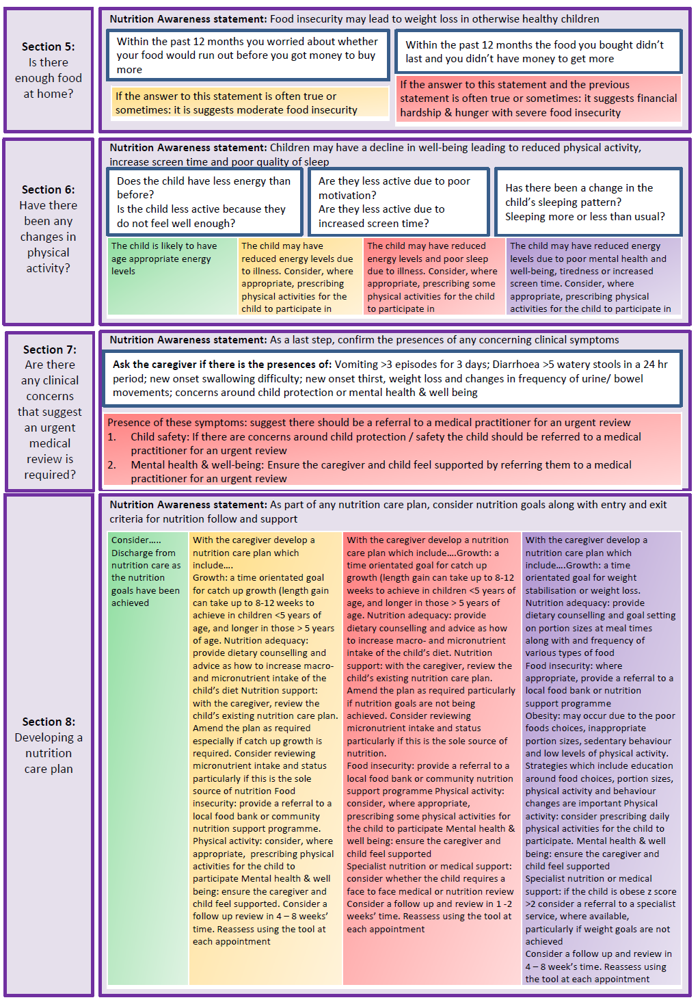 Section 5:
Is there
enough food
at home?
Nutrition Awareness statement: Food insecurity may lead to weight loss in otherwise healthy children
Within the past 12 months you worried about whether
your food would run out before you got money to buy
more
Within the past 12 months the food you bought didn't
last and you didn't have money to get more
If the answer to this statement is often true or
sometimes: it is suggests moderate food insecurity
If the answer to this statement and the previous
statement is often true or sometimes: it suggests financial
hardship & hunger with severe food insecurity
Section 6:
Have there
been any
changes in
physical
activity?
Nutrition Awareness statement: Children may have a decline in well-being leading to reduced physical activity,
increase screen time and poor quality of sleep
Does the child have less energy than
before?
Is the child less active because they
do not feel well enough?
Are they less active due to poor
motivation?
Are they less active due to
increased screen time?
Has there been a change in the
child's sleeping pattern?
Sleeping more or less than usual?
The child is likely to have
age appropriate energy
levels
The child may have
reduced energy levels due
to illness. Consider, where
appropriate, prescribing
physical activities for the
child to participate in
The child may have reduced
energy levels and poor sleep
due to illness. Consider, where
appropriate, prescribing some
physical activities for the child
to participate in
The child may have reduced energy
levels due to poor mental health and
well-being, tiredness or increased
screen time. Consider, where
appropriate, prescribing physical
activities for the child to participate in
Section 7:
Are there
any clinical
concerns
that suggest
an urgent
medical
review is
required?
Nutrition Awareness statement: As a last step, confirm the presences of any concerning clinical symptoms
Ask the caregiver if there is the presences of: Vomiting >3 episodes for 3 days; Diarrhoea >5 watery stools in a 24 hr
period; new onset swallowing difficulty; new onset thirst, weight loss and changes in frequency of urine/ bowel
movements; concerns around child protection or mental health & well being
Presence of these symptoms: suggest there should be a referral to a medical practitioner for an urgent review
1. Child safety: If there are concerns around child protection / safety the child should be referred to a medical
practitioner for an urgent review
2. Mental health & well-being: Ensure the caregiver and child feel supported by referring them to a medical
practitioner for an urgent review
Section 8:
Developing a
nutrition
care plan
Nutrition Awareness statement: As part of any nutrition care plan, consider nutrition goals along with entry and exit
criteria for nutrition follow and support
Consider.....
Discharge from
nutrition care as
the nutrition
goals have been
achieved
With the caregiver develop a
nutrition care plan which
include....
Growth: a time orientated goal
for catch up growth (length gain
can take up to 8-12 weeks to
achieve in children <5 years of
age, and longer in those > 5 years
of age. Nutrition adequacy:
provide dietary counselling and
advice as how to increase macro-
and micronutrient intake of the
child's diet Nutrition support:
with the caregiver, review the
child's existing nutrition care plan.
Amend the plan as required
especially if catch up growth is
required. Consider reviewing
micronutrient intake and status
particularly if this is the sole
source of nutrition Food
insecurity: provide a referral to a
local food bank or community
nutrition support programme.
Physical activity: consider, where
appropriate, prescribing physical
activities for the child to
participate Mental health & well
being: ensure the caregiver and
child feel supported. Consider a
follow up review in 4 – 8 weeks'
time. Reassess using the tool at
each appointment
With the caregiver develop a nutrition
care plan which include....Growth: a
time orientated goal for catch up
growth (length gain can take up to 8-12
weeks to achieve in children <5 years of
age, and longer in those > 5 years of
age. Nutrition adequacy: provide
dietary counselling and advice as how
to increase macro- and micronutrient
intake of the child's diet. Nutrition
support: with the caregiver, review the
child's existing nutrition care plan.
Amend the plan as required particularly
if nutrition goals are not being
achieved. Consider reviewing
micronutrient intake and status
particularly if this is the sole source of
nutrition.
Food insecurity: provide a referral to a
local food bank or community nutrition
support programme Physical activity:
consider, where appropriate,
prescribing some physical activities for
the child to participate Mental health &
well being: ensure the caregiver and
child feel supported
Specialist nutrition or medical support:
consider whether the child requires a
face to face medical or nutrition review
Consider a follow up and review in 1 -2
weeks' time. Reassess using the tool at
each appointment
With the caregiver develop a
nutrition care plan which
include....Growth: a time
orientated goal for weight
stabilisation or weight loss.
Nutrition adequacy: provide
dietary counselling and goal setting
on portion sizes at meal times
along with and frequency of
various types of food
Food insecurity: where
appropriate, provide a referral to a
local food bank or nutrition
support programme
Obesity: may occur due to the poor
foods choices, inappropriate
portion sizes, sedentary behaviour
and low levels of physical activity.
Strategies which include education
around food choices, portion sizes,
physical activity and behaviour
changes are important Physical
activity: consider prescribing daily
physical activities for the child to
participate. Mental health & well
being: ensure the caregiver and
child feel supported
Specialist nutrition or medical
support: if the child is obese z score
>2 consider a referral to a specialist
service, where available,
particularly if weight goals are not
achieved
Consider a follow up and review in
4 – 8 week's time. Reassess using
the tool at each appointment